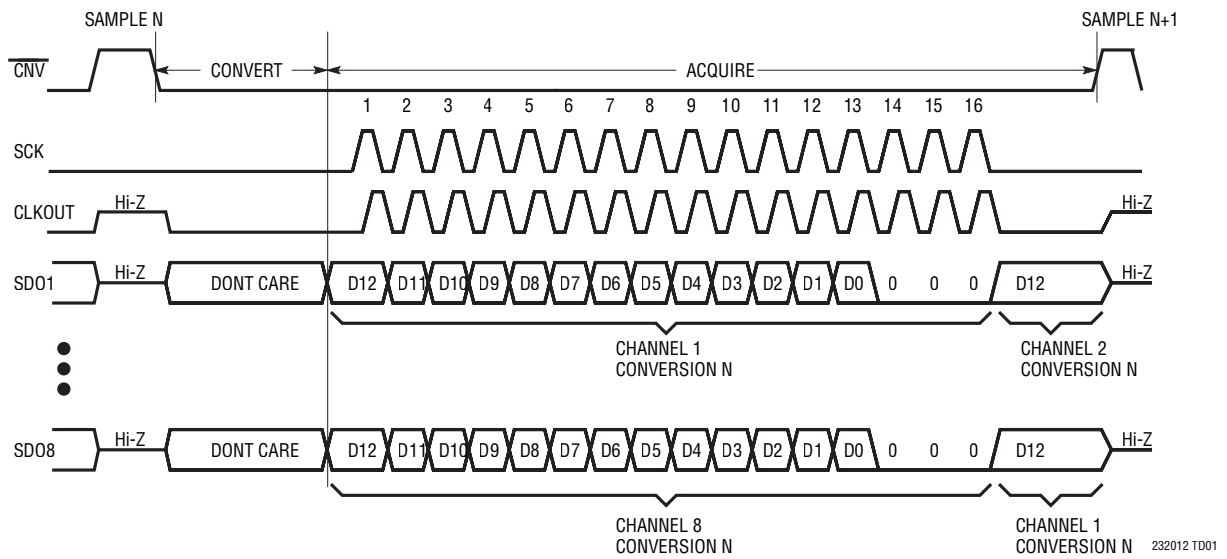 SAMPLE N
SAMPLE N+1
CNV
CONVERT
ACQUIRE
1 2 3 4 5 6 7 8 9 10 11 12 13 14 15 16
SCK
CLKOUT
Hi-Z
Hi-Z
SDO1
Hi-Z
DONT CARE
D12 D11 D10 D9 D8 D7 D6 D5 D4 D3 D2 D1 D0 0 0 0
D12
Hi-Z
CHANNEL 1
CONVERSION N
CHANNEL 2
CONVERSION N
SDO8
Hi-Z
DONT CARE
D12 D11 D10 D9 D8 D7 D6 D5 D4 D3 D2 D1 D0 0 0 0
D12
Hi-Z
CHANNEL 8
CONVERSION N
CHANNEL 1
CONVERSION N
232012 TD01